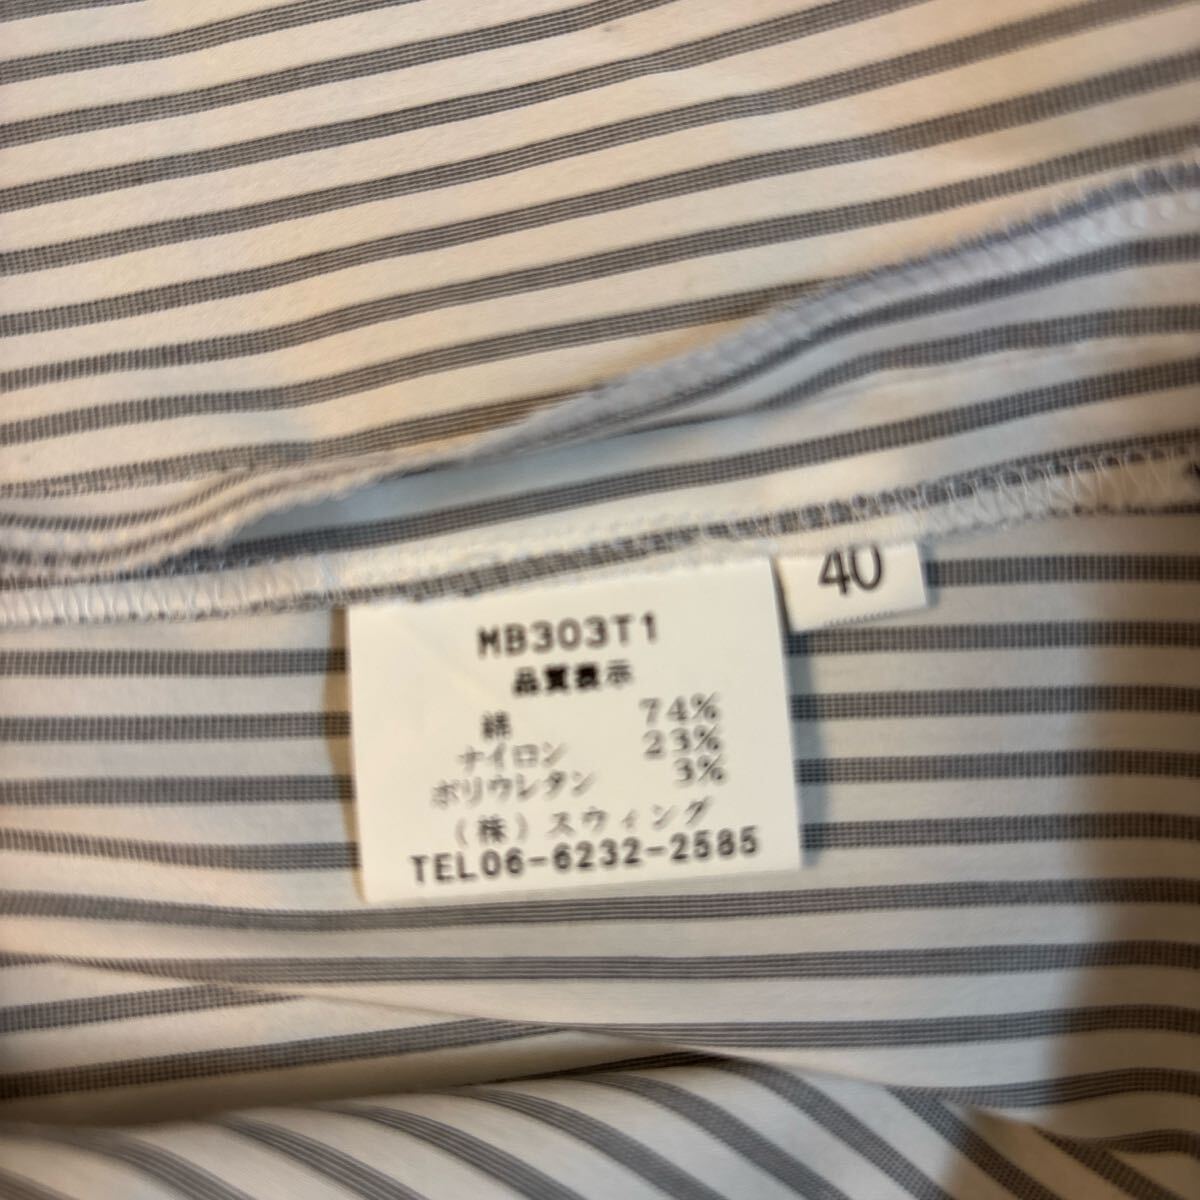 40
MB303T1
品質表示
綿 74%
ナイロン 23%
ポリウレタン 3%
(株)スウィング
TEL06-6232-2585